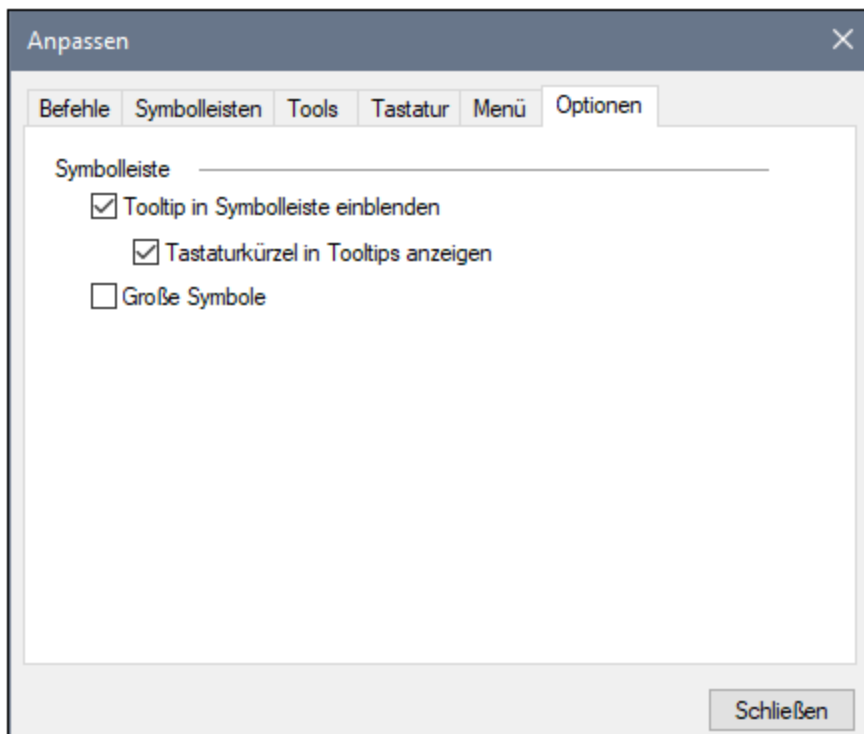 Anpassen
Befehle Symbolleisten Tools Tastatur Menü Optionen
Symbolleiste
Tooltip in Symbolleiste einblenden
Tastaturkürzel in Tooltips anzeigen
Große Symbole
Schließen